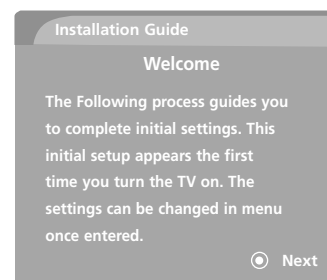 Installation Guide
Welcome
The Following process guides you
to complete initial settings. This
initial setup appears the first
time you turn the TV on. The
settings can be changed in menu
once entered.
Next